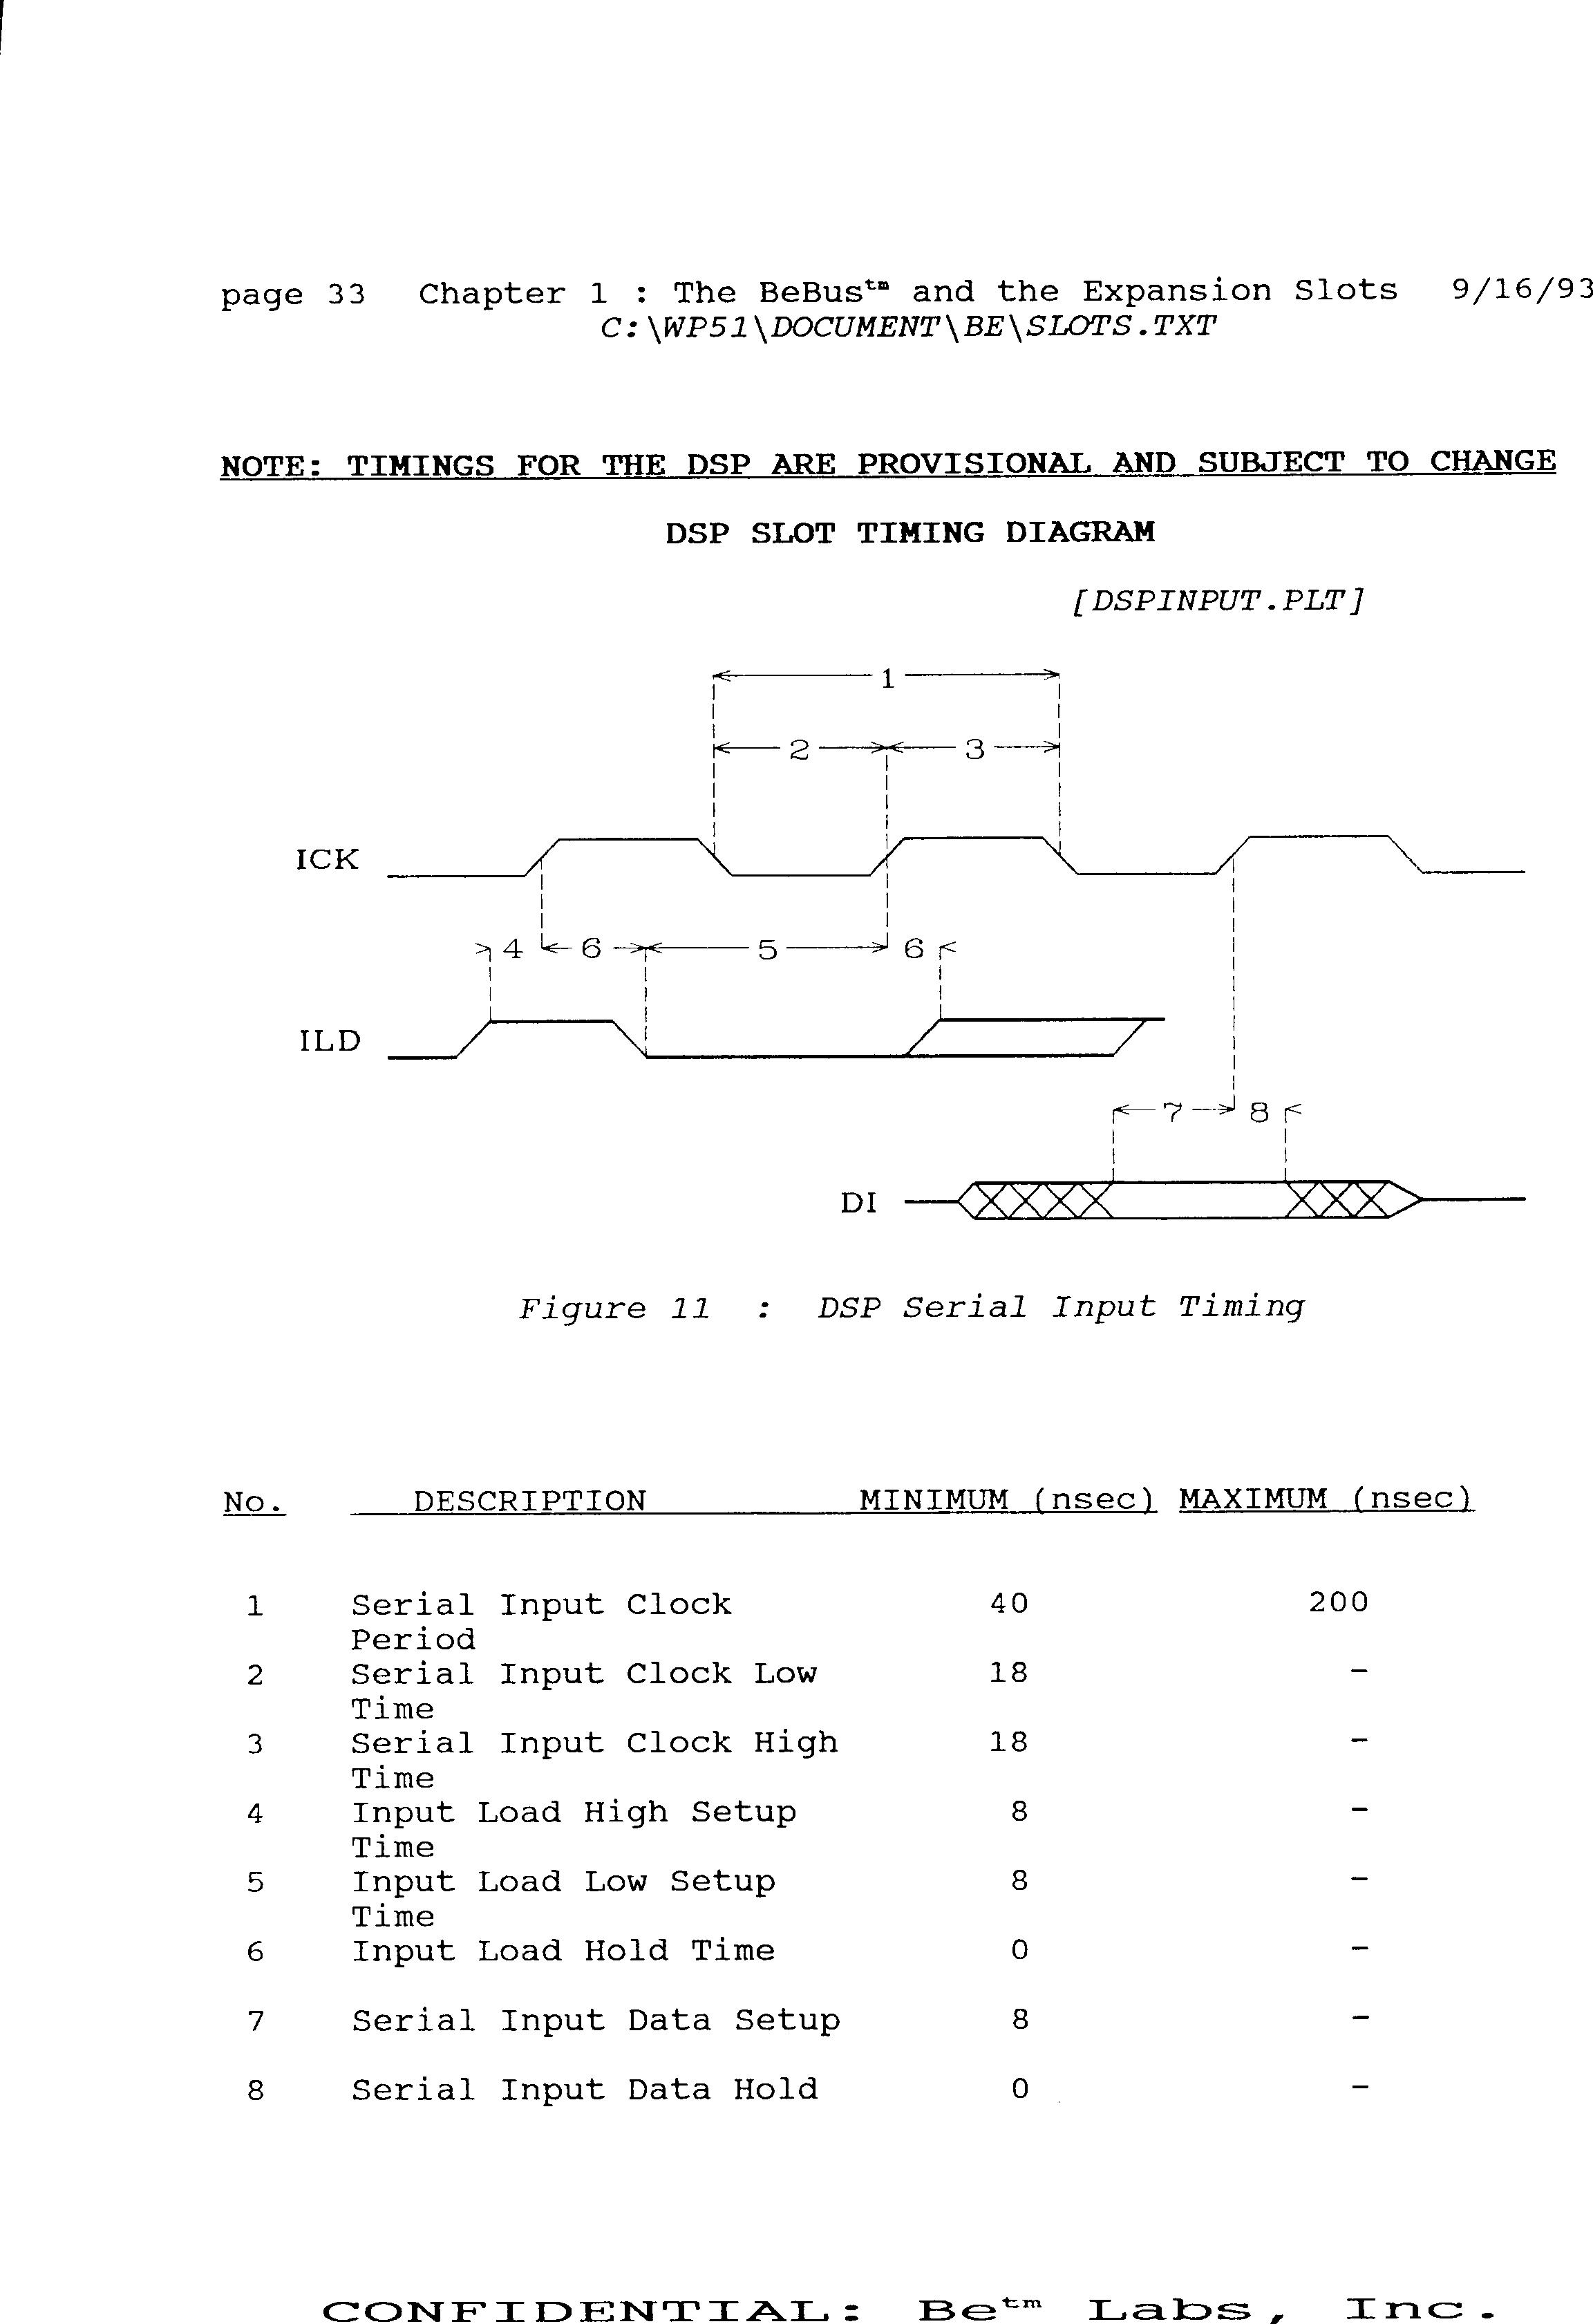 page 33 Chapter 1 : The BeBus™ and the Expansion Slots 9/16/93
C:\WP51\DOCUMENT\BE\SLOTS.TXT
NOTE: TIMINGS FOR THE DSP ARE PROVISIONAL AND SUBJECT TO CHANGE
DSP SLOT TIMING DIAGRAM
[DSPINPUT.PLT]
1
2 3
ICK
4 6 5 6
ILD
7 8
DI
Figure 11 : DSP Serial Input Timing
No. DESCRIPTION MINIMUM (nsec) MAXIMUM (nsec)
1 Serial Input Clock 40 200
Period
2 Serial Input Clock Low 18 -
Time
3 Serial Input Clock High 18 -
Time
4 Input Load High Setup 8 -
Time
5 Input Load Low Setup 8 -
Time
6 Input Load Hold Time 0 -
7 Serial Input Data Setup 8 -
8 Serial Input Data Hold 0 -
CONFIDENTIAL: Be™ Labs, Inc.